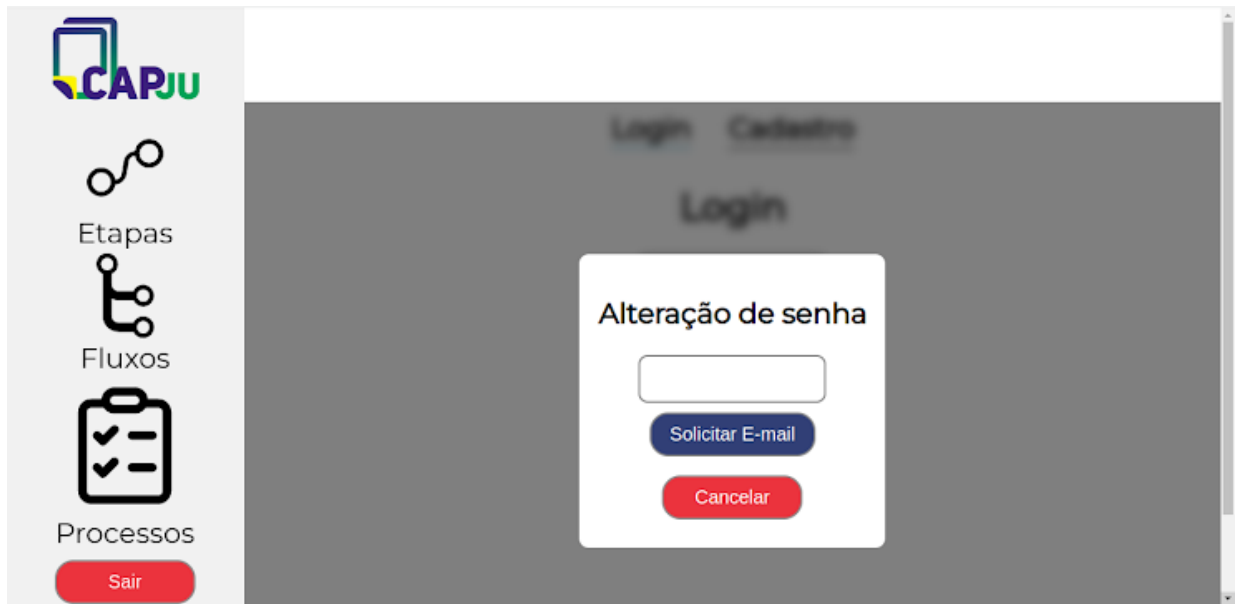 CAPJU
Etapas
Fluxos
Processos
Sair
Login Cadastro
Login
Alteração de senha
Solicitar E-mail
Cancelar